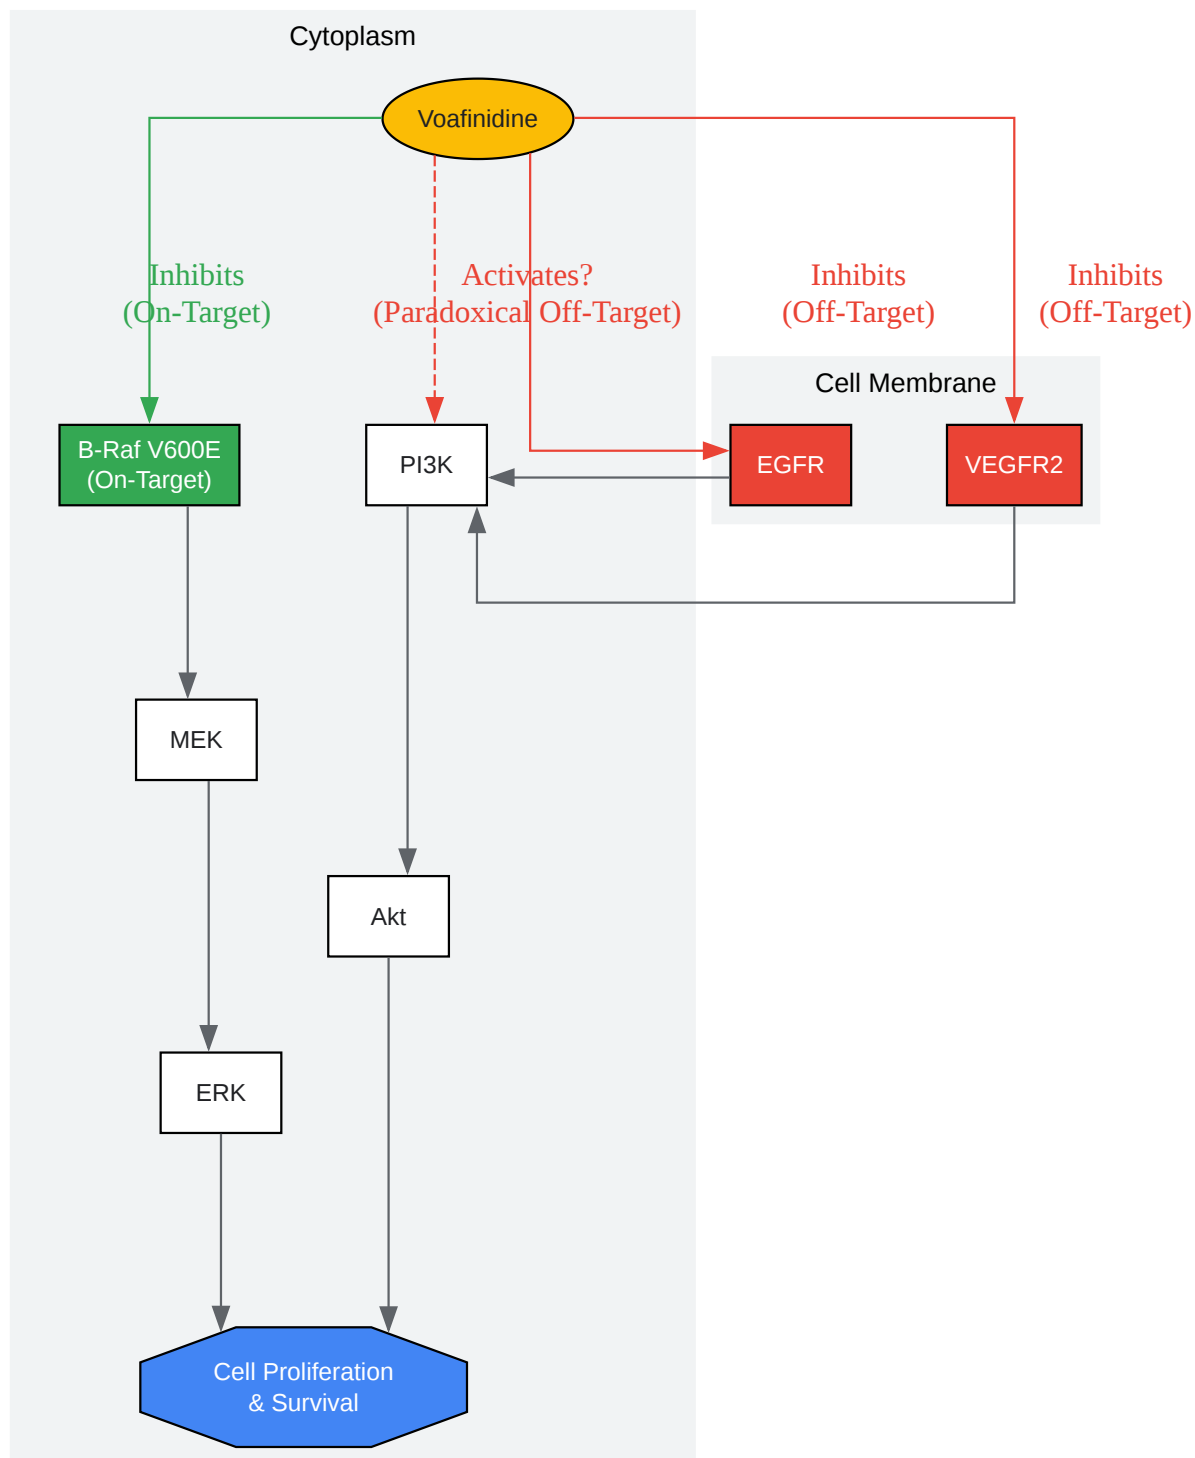 Cytoplasm
Voafinidine
Inhibits
(On-Target)
Activates?
(Paradoxical Off-Target)
Inhibits
(Off-Target)
Inhibits
(Off-Target)
Cell Membrane
B-Raf V600E
(On-Target)
PI3K
EGFR
VEGFR2
MEK
Akt
ERK
Cell Proliferation
& Survival